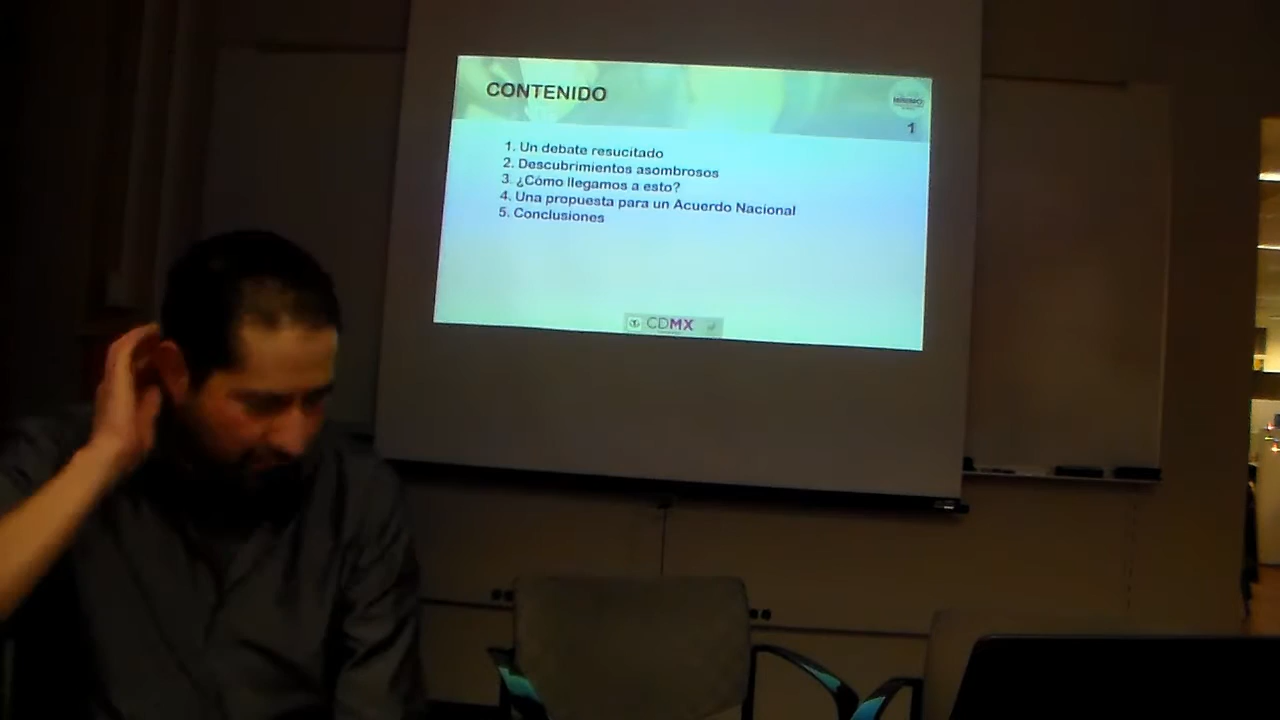 CONTENIDO
1
1. Un debate resucitado
2. Descubrimientos asombrosos
3. ¿Cómo llegamos a esto?
4. Una propuesta para un Acuerdo Nacional
5. Conclusiones
CDMX